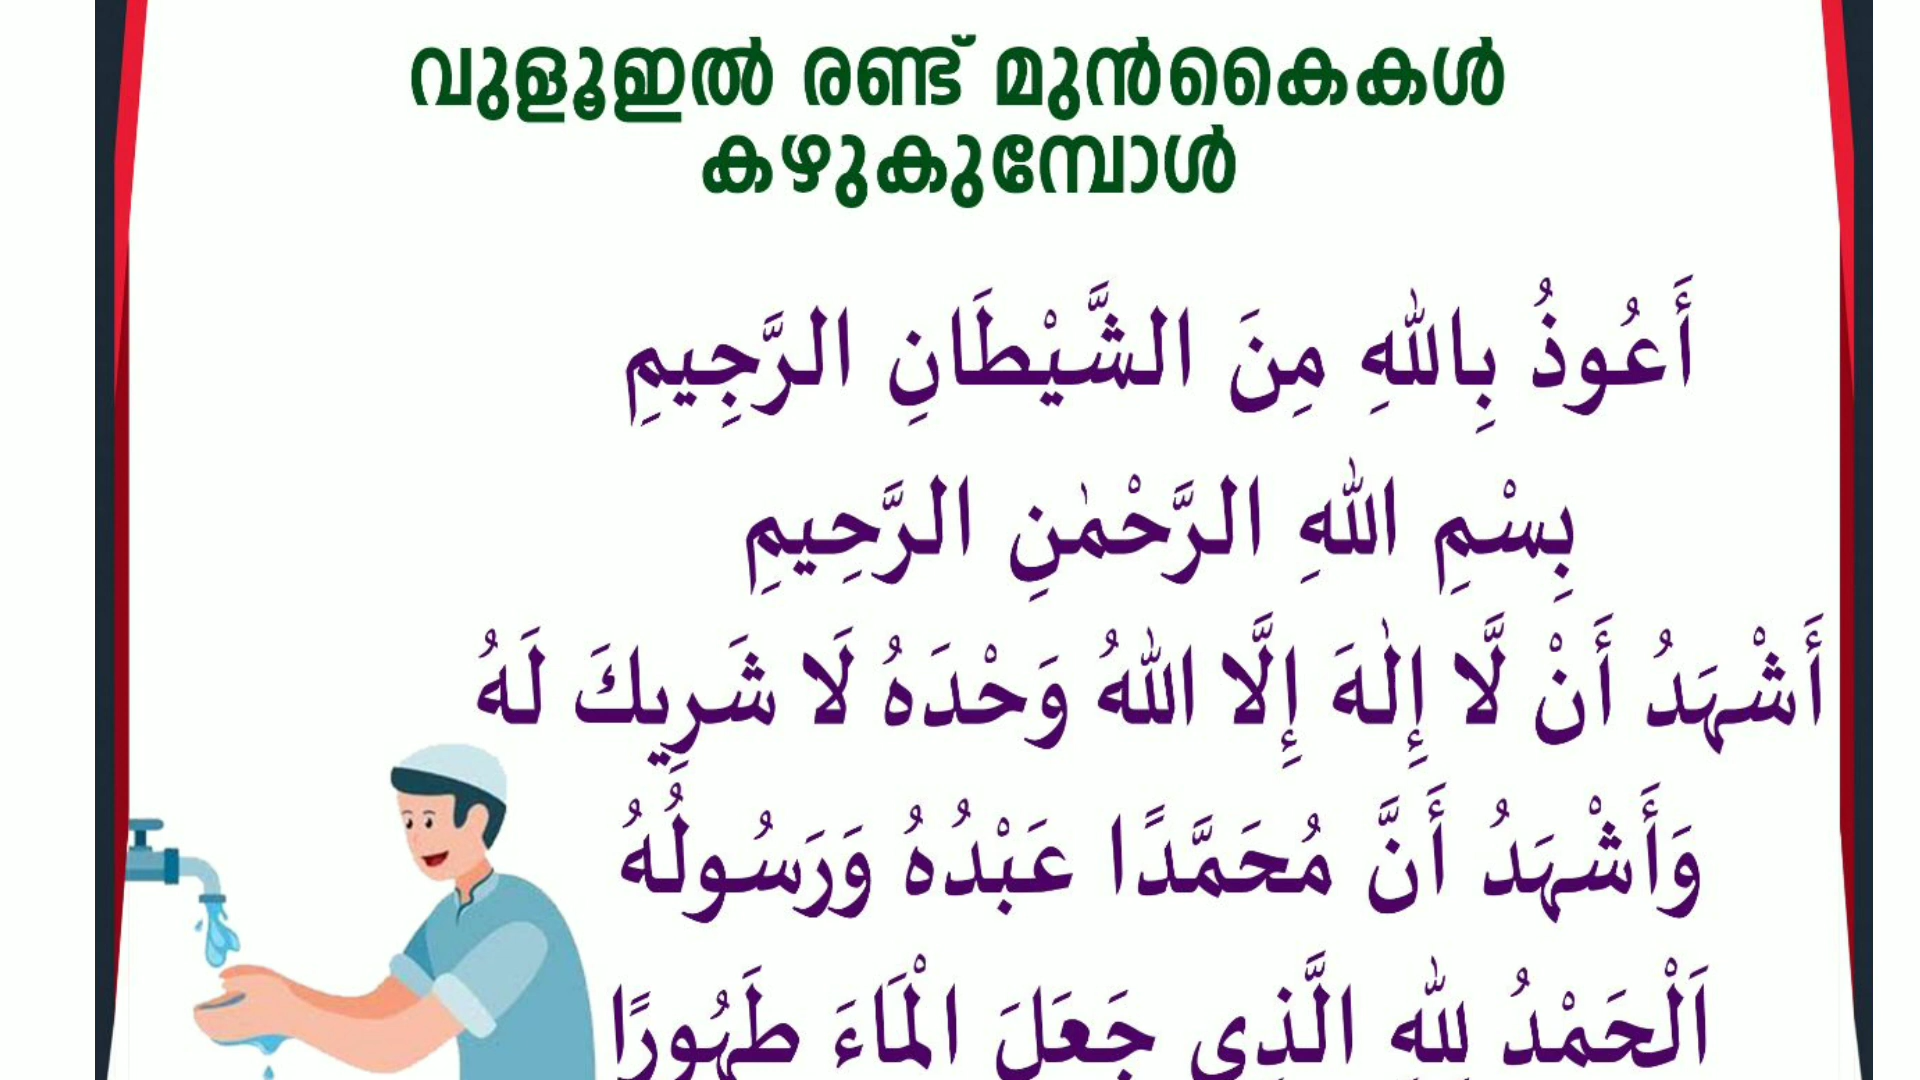 വുളൂഇൽ രണ്ട് മുൻകൈകൾ
കഴുകുമ്പോൾ
أَعُوذُ بِاللهِ مِنَ الشَّيْطَانِ الرَّجِيمِ
بِسْمِ اللهِ الرَّحْمٰنِ الرَّحِيمِ
أَشْهَدُ أَنْ لَّا إِلٰهَ إِلَّا اللهُ وَحْدَهُ لَا شَرِيكَ لَهُ
وَأَشْهَدُ أَنَّ مُحَمَّدًا عَبْدُهُ وَرَسُولُهُ
اَلْحَمْدُ لِلهِ الَّذِي جَعَلَ الْمَاءَ طَهُورًا